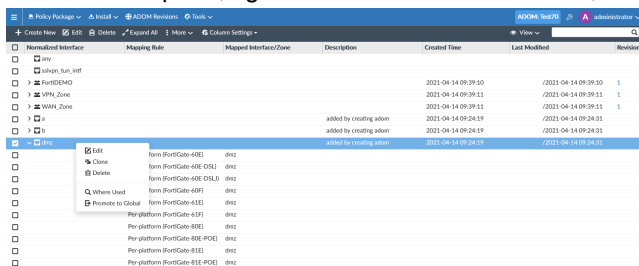 Policy Package Install ADOM Revisions Tools ADOM: Test70 A administrator
+ Create New Edit Delete Expand All More Column Settings View
Normalized Interface Mapping Rule Mapped Interface/Zone Description Created Time Last Modified Revision
any
sslvpn_tun_intf
> FortiDEMO 2021-04-14 09:39:10 /2021-04-14 09:39:10 1
> VPN_Zone 2021-04-14 09:39:11 /2021-04-14 09:39:11 1
> WAN_Zone 2021-04-14 09:39:11 /2021-04-14 09:39:11 1
> a added by creating adom 2021-04-14 09:24:19 /2021-04-14 09:24:31
> b added by creating adom 2021-04-14 09:24:19 /2021-04-14 09:24:31
dmz added by creating adom 2021-04-14 09:24:19 /2021-04-14 09:24:31
Edit
Clone
Delete
Where Used
Promote to Global
form (FortiGate-60E) dmz
form (FortiGate-60E-DSL) dmz
form (FortiGate-60E-DSLJ) dmz
form (FortiGate-60F) dmz
form (FortiGate-61E) dmz
Per-platform (FortiGate-61F) dmz
Per-platform (FortiGate-80E) dmz
Per-platform (FortiGate-80E-POE) dmz
Per-platform (FortiGate-81E) dmz
Per-platform (FortiGate-81E-POE) dmz